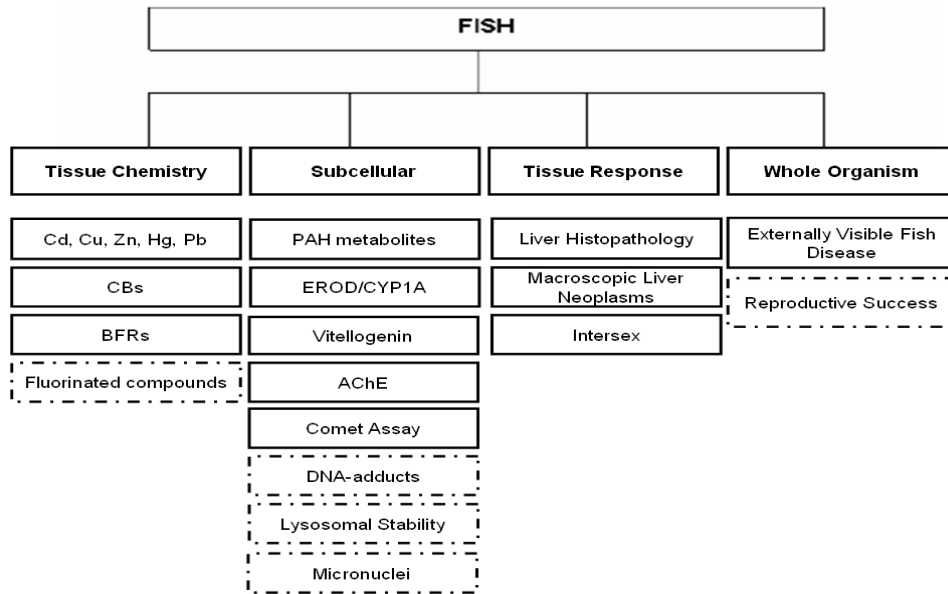 FISH
Tissue Chemistry
Cd, Cu, Zn, Hg, Pb
CBs
BFRs
Fluorinated compounds
Subcellular
PAH metabolites
EROD/CYP1A
Vitellogenin
AChE
Comet Assay
DNA-adducts
Lysosomal Stability
Micronuclei
Tissue Response
Liver Histopathology
Macroscopic Liver
Neoplasms
Intersex
Whole Organism
Externally Visible Fish
Disease
Reproductive Success